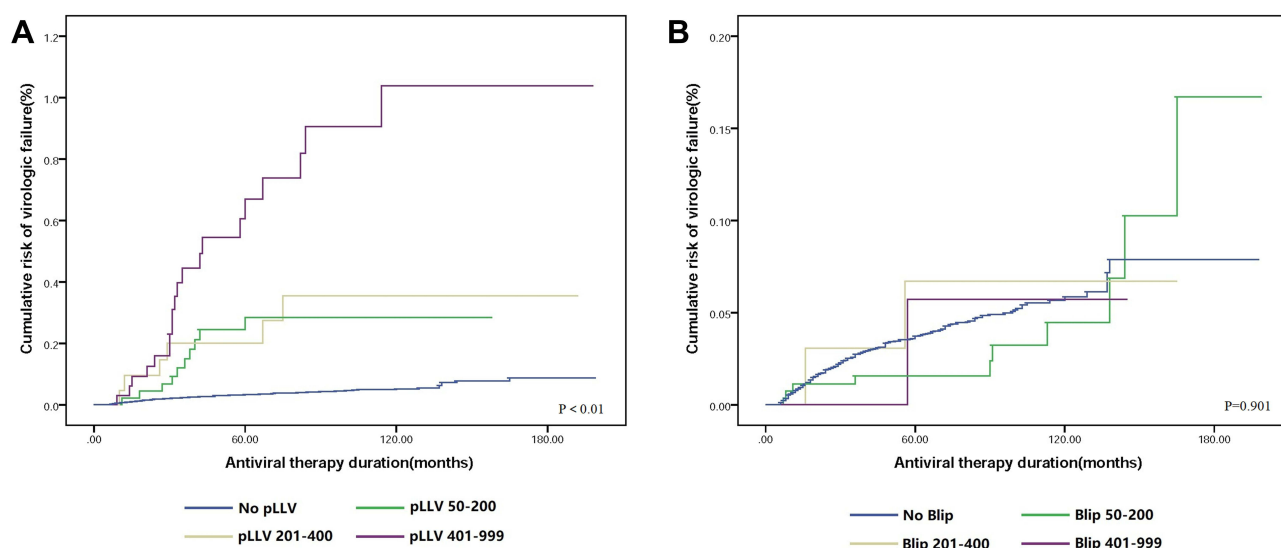 A
Cumulative risk of virologic failure(%)
1.2
1.0
0.8
0.6
0.4
0.2
0.0
P < 0.01
.00 60.00 120.00 180.00
Antiviral therapy duration(months)
No pLLV pLLV 50-200
pLLV 201-400 pLLV 401-999
B
Cumulative risk of virologic failure(%)
0.20
0.15
0.10
0.05
0.00
P=0.901
.00 60.00 120.00 180.00
Antiviral therapy duration(months)
No Blip Blip 50-200
Blip 201-400 Blip 401-999